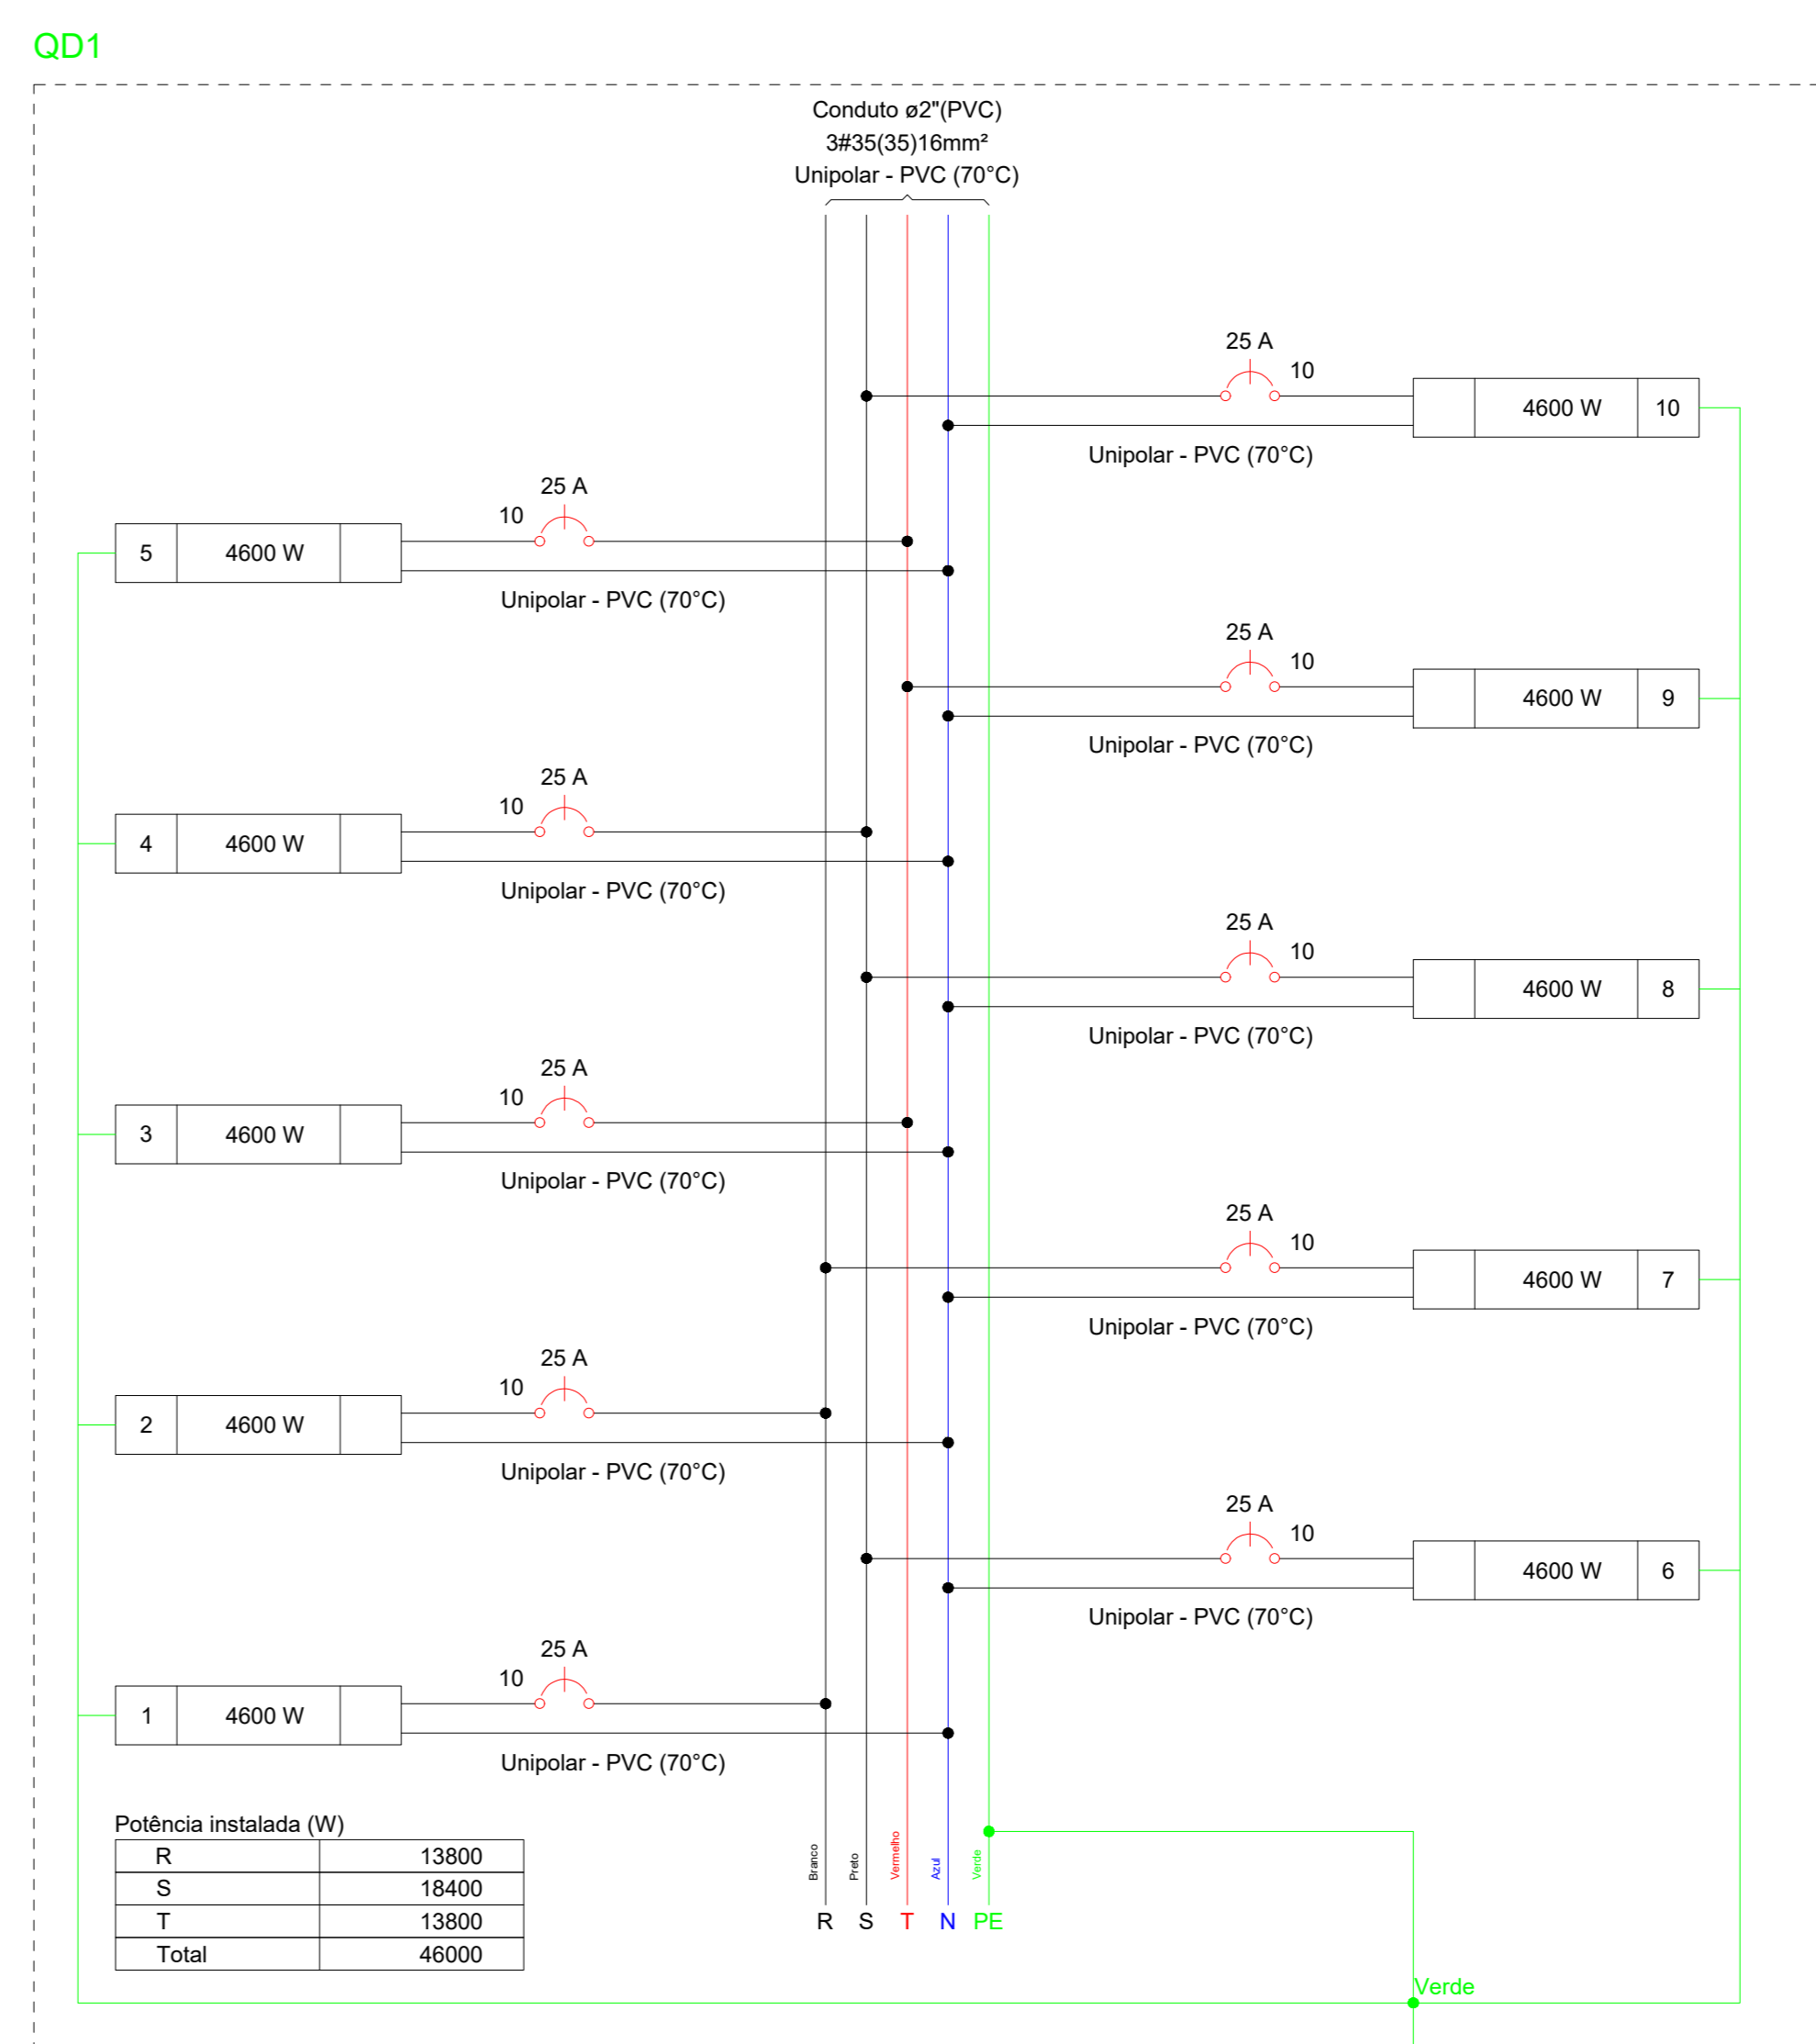 QD1
Conduto ø2"(PVC)
3#35(35)16mm²
Unipolar - PVC (70°C)
25 A
10
4600 W 10
Unipolar - PVC (70°C)
25 A
10
5 4600 W
Unipolar - PVC (70°C)
25 A
10
4600 W 9
Unipolar - PVC (70°C)
25 A
10
4 4600 W
Unipolar - PVC (70°C)
25 A
10
4600 W 8
Unipolar - PVC (70°C)
25 A
10
3 4600 W
Unipolar - PVC (70°C)
25 A
10
4600 W 7
Unipolar - PVC (70°C)
25 A
10
2 4600 W
Unipolar - PVC (70°C)
25 A
10
4600 W 6
Unipolar - PVC (70°C)
25 A
10
1 4600 W
Unipolar - PVC (70°C)
Potência instalada (W)
R 13800
S 18400
T 13800
Total 46000
Branco
Preto
Vermelho
Azul
Verde
R S T N PE
Verde